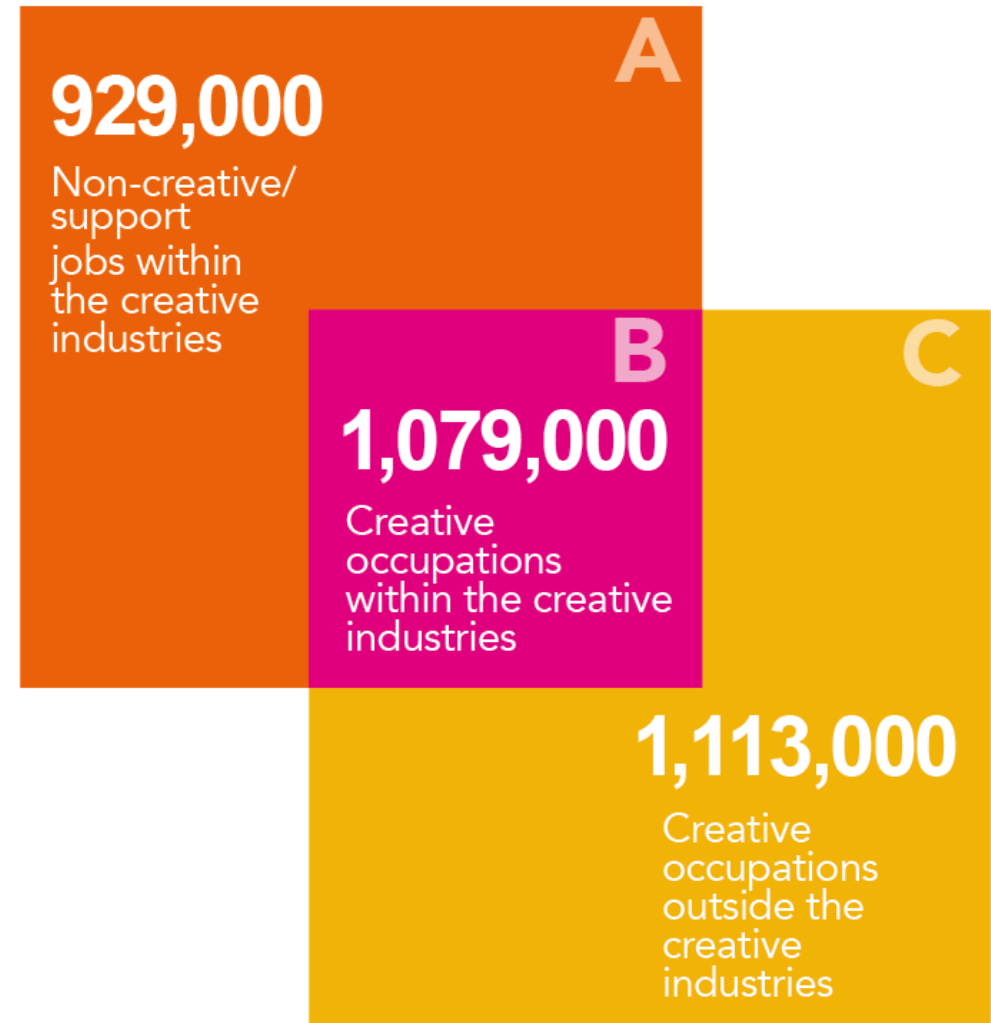 A
929,000
Non-creative/
support
jobs within
the creative
industries
B
1,079,000
Creative
occupations
within the creative
industries
C
1,113,000
Creative
occupations
outside the
creative
industries